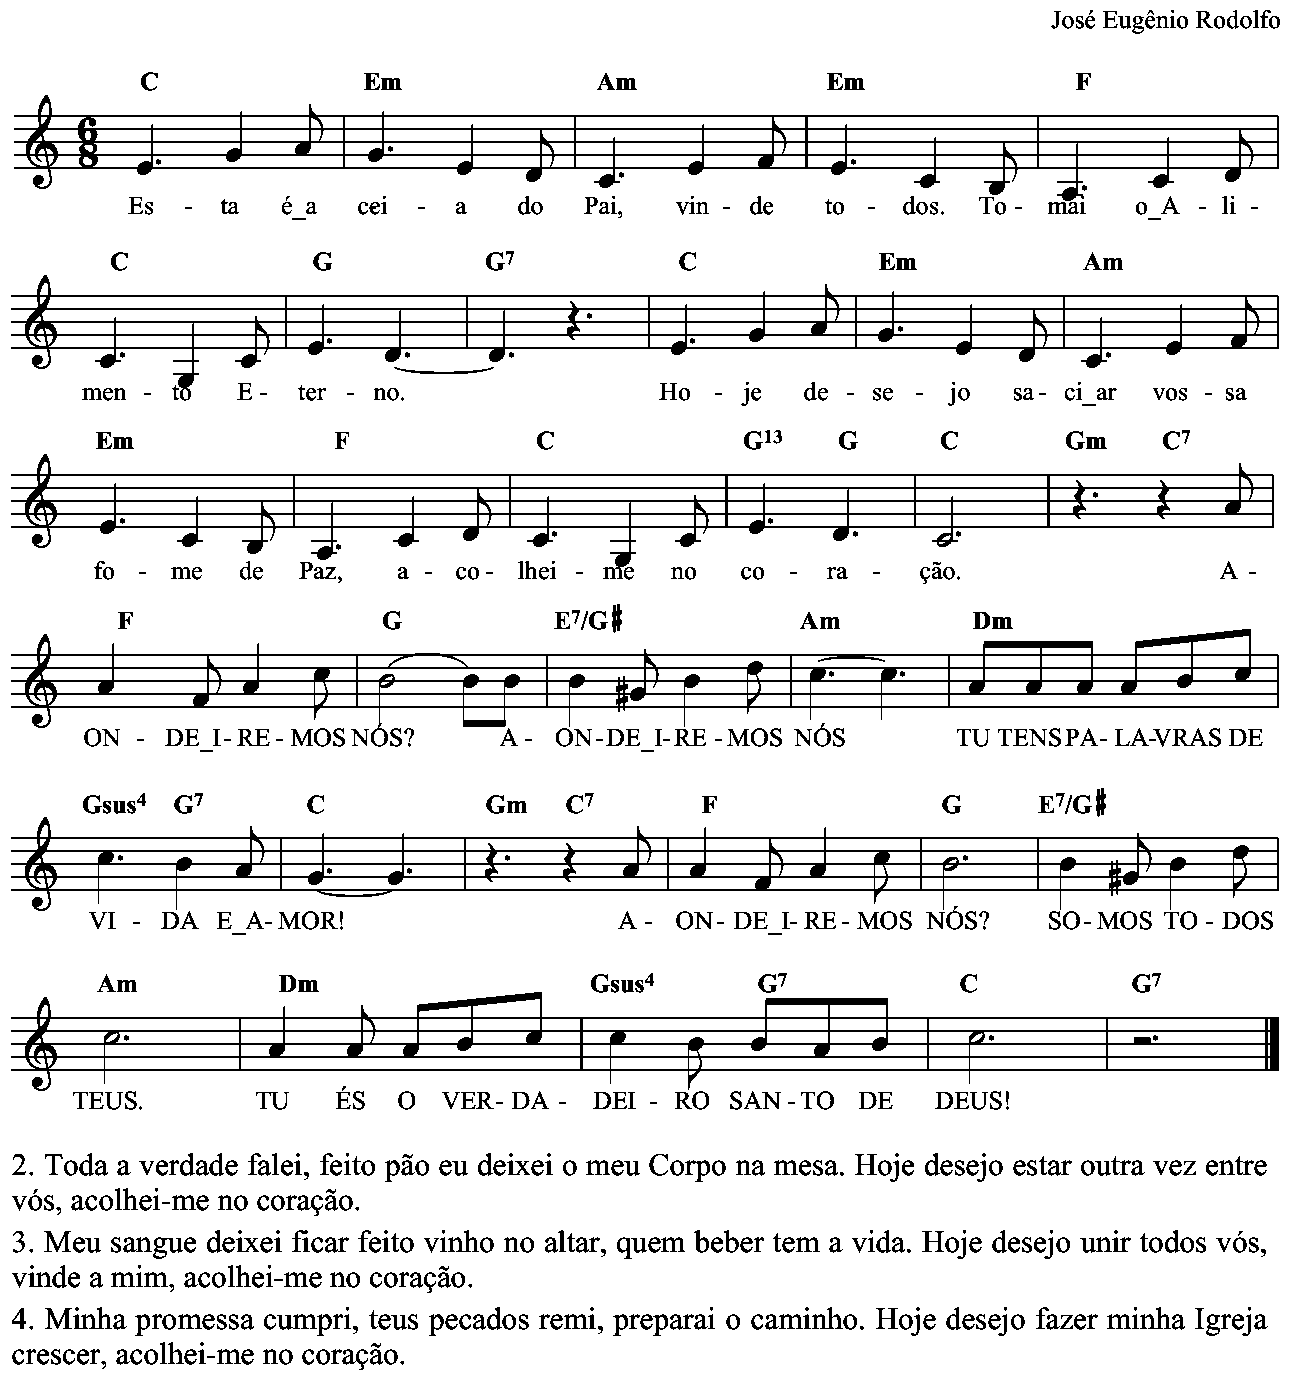 José Eugênio Rodolfo
C Em Am Em F
6
8
Es - ta é_a cei - a do Pai, vin - de to - dos. To - mai o_A - li -
C G G7 C Em Am
men - to E - ter - no. Ho - je de - se - jo sa - ci_ar vos - sa
Em F C G13 G C Gm C7
fo - me de Paz, a - co - lhei - me no co - ra - ção. A -
F G E7/G# Am Dm
ON - DE_I - RE - MOS NÓS? A - ON - DE_I - RE - MOS NÓS TU TENS PA - LA - VRAS DE
Gsus4 G7 C Gm C7 F G E7/G#
VI - DA E_A - MOR! A - ON - DE_I - RE - MOS NÓS? SO - MOS TO - DOS
Am Dm Gsus4 G7 C G7
TEUS. TU ÉS O VER - DA - DEI - RO SAN - TO DE DEUS!
2. Toda a verdade falei, feito pão eu deixei o meu Corpo na mesa. Hoje desejo estar outra vez entre
vós, acolhei-me no coração.
3. Meu sangue deixei ficar feito vinho no altar, quem beber tem a vida. Hoje desejo unir todos vós,
vinde a mim, acolhei-me no coração.
4. Minha promessa cumpri, teus pecados remi, preparai o caminho. Hoje desejo fazer minha Igreja
crescer, acolhei-me no coração.